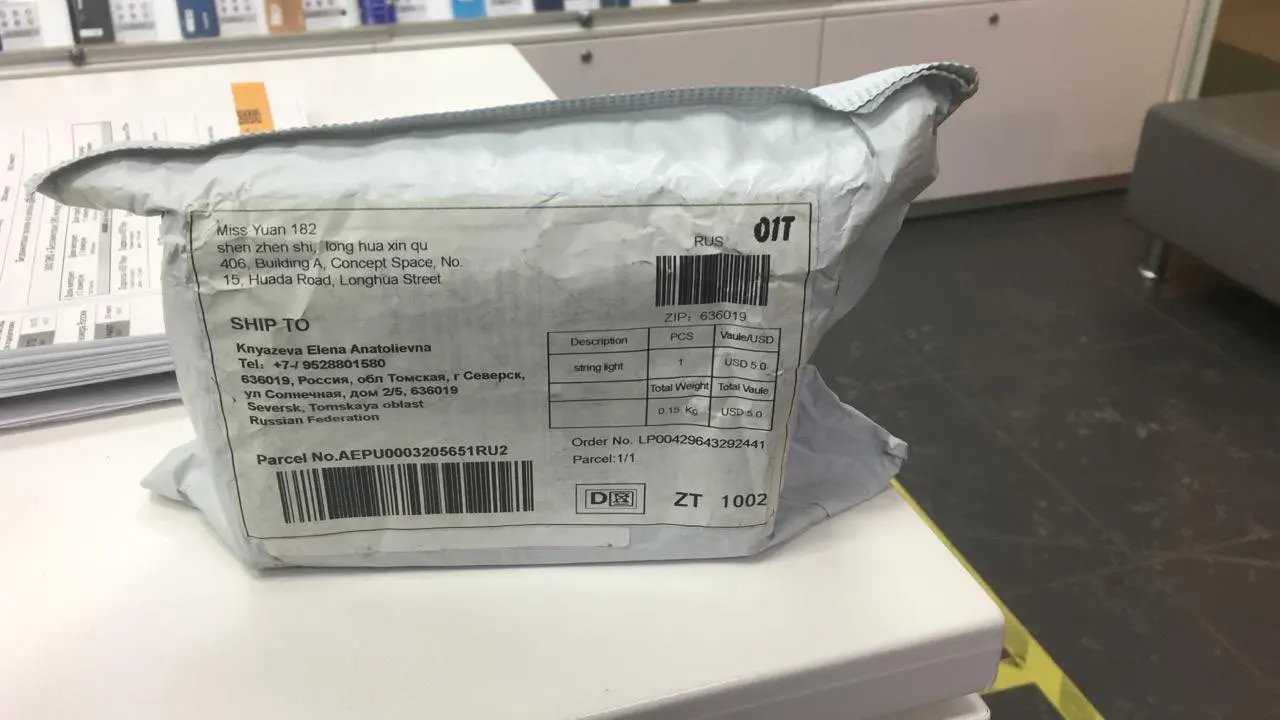 Miss Yuan 182
shen zhen shi, long hua xin qu
406, Building A, Concept Space, No.
15, Huada Road, Longhua Street
01T
RUS
ZIP: 636019
SHIP TO
Knyazeva Elena Anatolievna
Tel: +7-/ 9528801580
636019, Россия, обл Томская, г Северск,
ул Солнечная, дом 2/5, 636019
Seversk, Tomskaya oblast
Russian Federation
Description PCS Vaule/USD
string light 1 USD 5.0
Total Weight Total Vaule
0.15 Kg USD 5.0
Order No. LP00429643292441
Parcel:1/1
Parcel No.AEPU0003205651RU2
D
ZT 1002